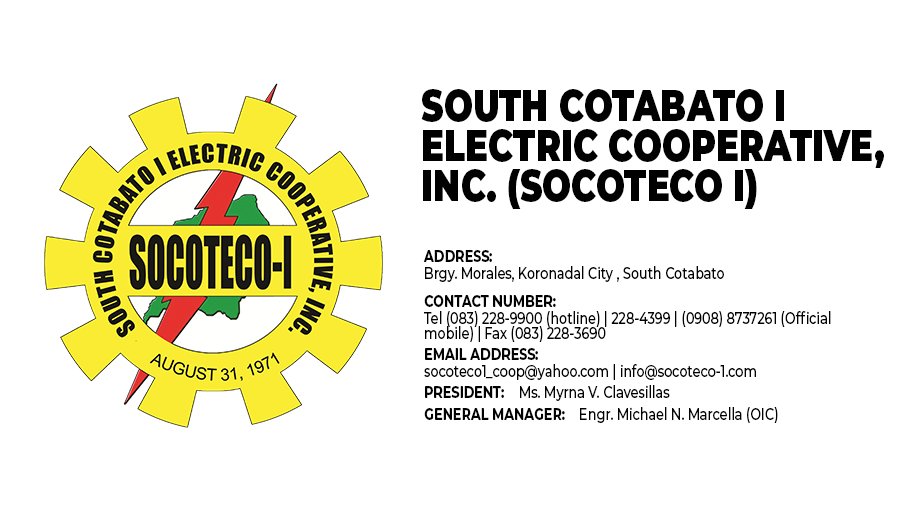 SOUTH COTABATO I ELECTRIC COOPERATIVE, INC.
SOCOTECO-I
AUGUST 31, 1971
SOUTH COTABATO I
ELECTRIC COOPERATIVE,
INC. (SOCOTECO I)
ADDRESS:
Brgy. Morales, Koronadal City , South Cotabato
CONTACT NUMBER:
Tel (083) 228-9900 (hotline) | 228-4399 | (0908) 8737261 (Official
mobile) | Fax (083) 228-3690
EMAIL ADDRESS:
socoteco1_coop@yahoo.com | info@socoteco-1.com
PRESIDENT: Ms. Myrna V. Clavesillas
GENERAL MANAGER: Engr. Michael N. Marcella (OIC)